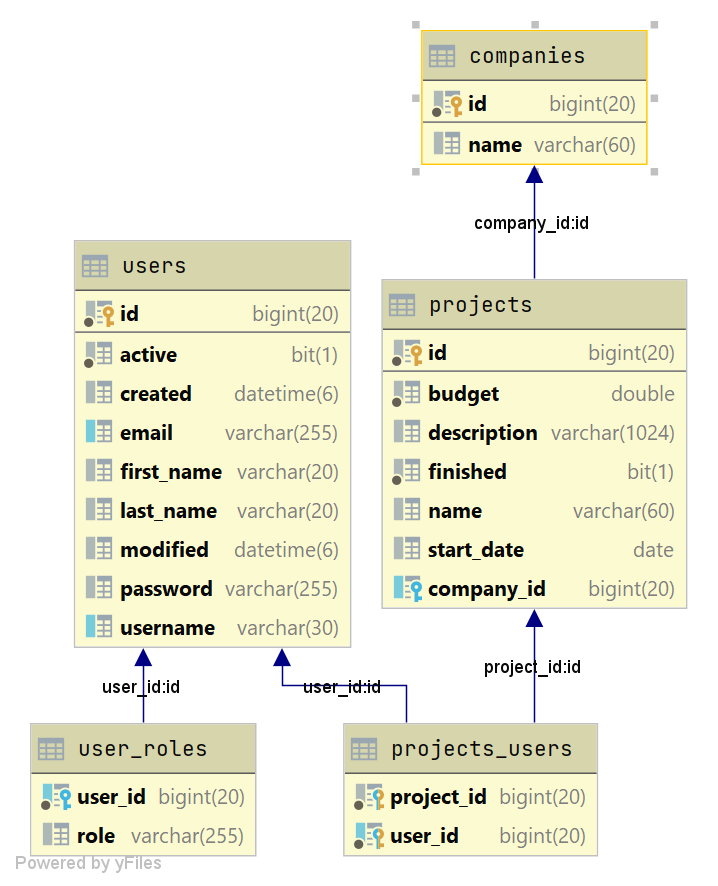 companies
id bigint(20)
name varchar(60)
company_id:id
users
id bigint(20)
active bit(1)
created datetime(6)
email varchar(255)
first_name varchar(20)
last_name varchar(20)
modified datetime(6)
password varchar(255)
username varchar(30)
projects
id bigint(20)
budget double
description varchar(1024)
finished bit(1)
name varchar(60)
start_date date
company_id bigint(20)
user_id:id
user_id:id
project_id:id
user_roles
user_id bigint(20)
role varchar(255)
projects_users
project_id bigint(20)
user_id bigint(20)
Powered by yFiles